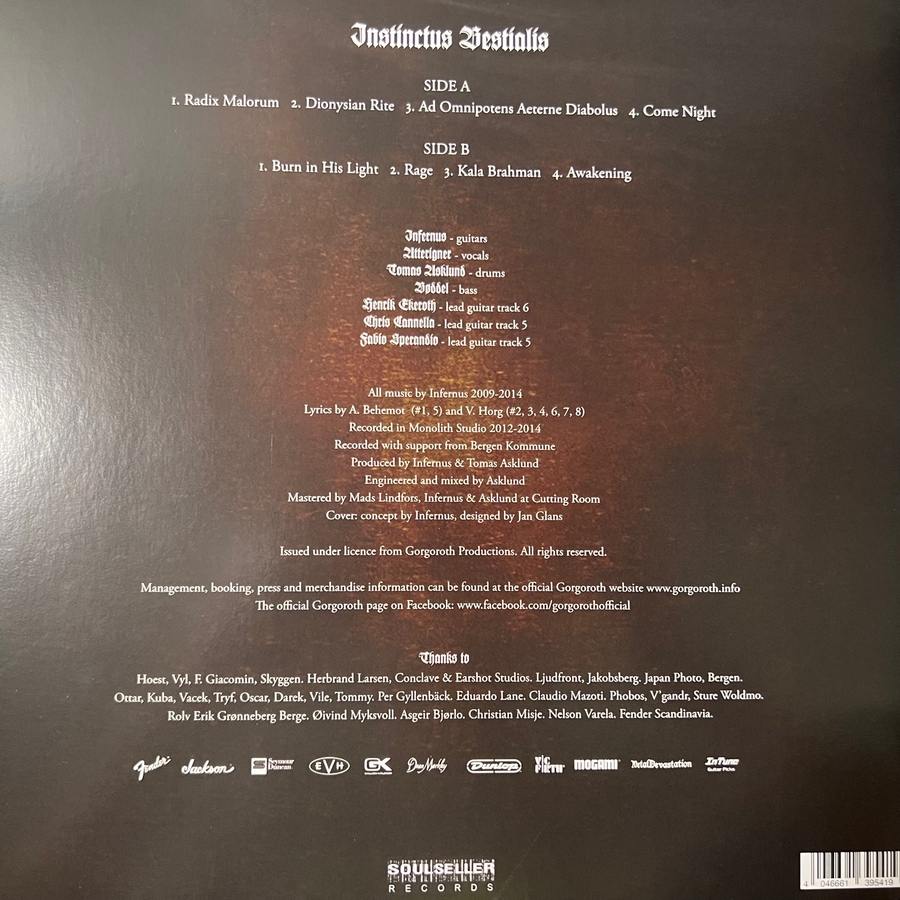 Instinctus Bestialis
SIDE A
1. Radix Malorum 2. Dionysian Rite 3. Ad Omnipotens Aeterne Diabolus 4. Come Night
SIDE B
1. Burn in His Light 2. Rage 3. Kala Brahman 4. Awakening
Infernus - guitars
Atterigner - vocals
Tomas Asklund - drums
Bøddel - bass
Henrik Ekeroth - lead guitar track 6
Chris Cannella - lead guitar track 5
Fabio Sperandio - lead guitar track 5
All music by Infernus 2009-2014
Lyrics by A. Behemot (#1, 5) and V. Horg (#2, 3, 4, 6, 7, 8)
Recorded in Monolith Studio 2012-2014
Recorded with support from Bergen Kommune
Produced by Infernus & Tomas Asklund
Engineered and mixed by Asklund
Mastered by Mads Lindfors, Infernus & Asklund at Cutting Room
Cover: concept by Infernus, designed by Jan Glans
Issued under licence from Gorgoroth Productions. All rights reserved.
Management, booking, press and merchandise information can be found at the official Gorgoroth website www.gorgoroth.info
The official Gorgoroth page on Facebook: www.facebook.com/gorgorothofficial
Thanks to
Hoest, Vyl, F. Giacomin, Skyggen. Herbrand Larsen, Conclave & Earshot Studios. Ljudfront, Jakobsberg. Japan Photo, Bergen.
Ottar, Kuba, Vacek, Tryf, Oscar, Darek, Vile, Tommy. Per Gyllenbäck. Eduardo Lane. Claudio Mazoti. Phobos, V'gandr, Sture Woldmo.
Rolv Erik Grønneberg Berge. Øivind Myksvoll. Asgeir Bjørlo. Christian Misje. Nelson Varela. Fender Scandinavia.
Fender Jackson Seymour Duncan EVH GK Dean Markley Dunlop VIC FIRTH MOGAMI MetalDevastation InTune Guitar Picks
SOULSELLER
RECORDS
4 046661 395419